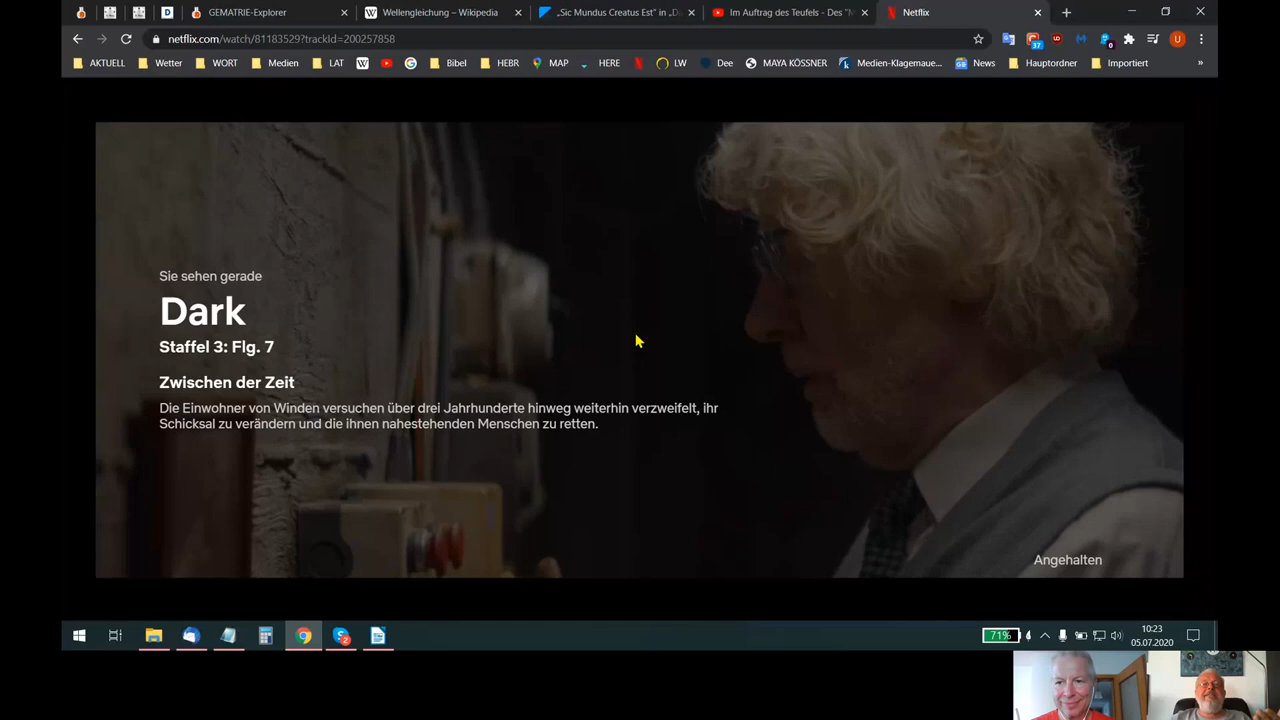 GEMATRIE-Explorer
Wellengleichung – Wikipedia
„Sic Mundus Creatus Est" in „Da
Im Auftrag des Teufels - Des "M
Netflix
netflix.com/watch/81183529?trackId=200257858
37
0
U
AKTUELL
Wetter
WORT
Medien
LAT
Bibel
HEBR
MAP
HERE
LW
Dee
MAYA KÖSSNER
Medien-Klagemaue...
News
Hauptordner
Importiert
»
Sie sehen gerade
Dark
Staffel 3: Flg. 7
Zwischen der Zeit
Die Einwohner von Winden versuchen über drei Jahrhunderte hinweg weiterhin verzweifelt, ihr
Schicksal zu verändern und die ihnen nahestehenden Menschen zu retten.
Angehalten
71%
10:23
05.07.2020